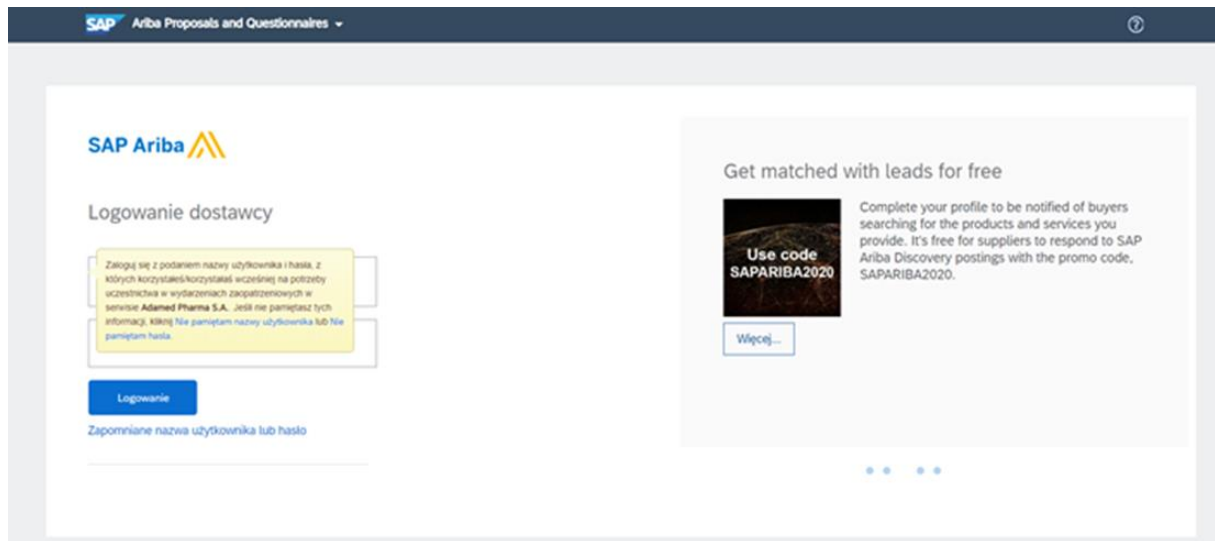 SAP Ariba Proposals and Questionnaires
SAP Ariba
Logowanie dostawcy
Zaloguj się z podaniem nazwy użytkownika i hasła, z
których korzystałeś/korzystałaś wcześniej na potrzeby
uczestnictwa w wydarzeniach zaopatrzeniowych w
serwisie Adamed Pharma S.A. Jeśli nie pamiętasz tych
informacji, kliknij Nie pamiętam nazwy użytkownika lub Nie
pamiętam hasła.
Logowanie
Zapomniane nazwa użytkownika lub hasło
Get matched with leads for free
Use code
SAPARIBA2020
Complete your profile to be notified of buyers
searching for the products and services you
provide. It's free for suppliers to respond to SAP
Ariba Discovery postings with the promo code,
SAPARIBA2020.
Więcej...